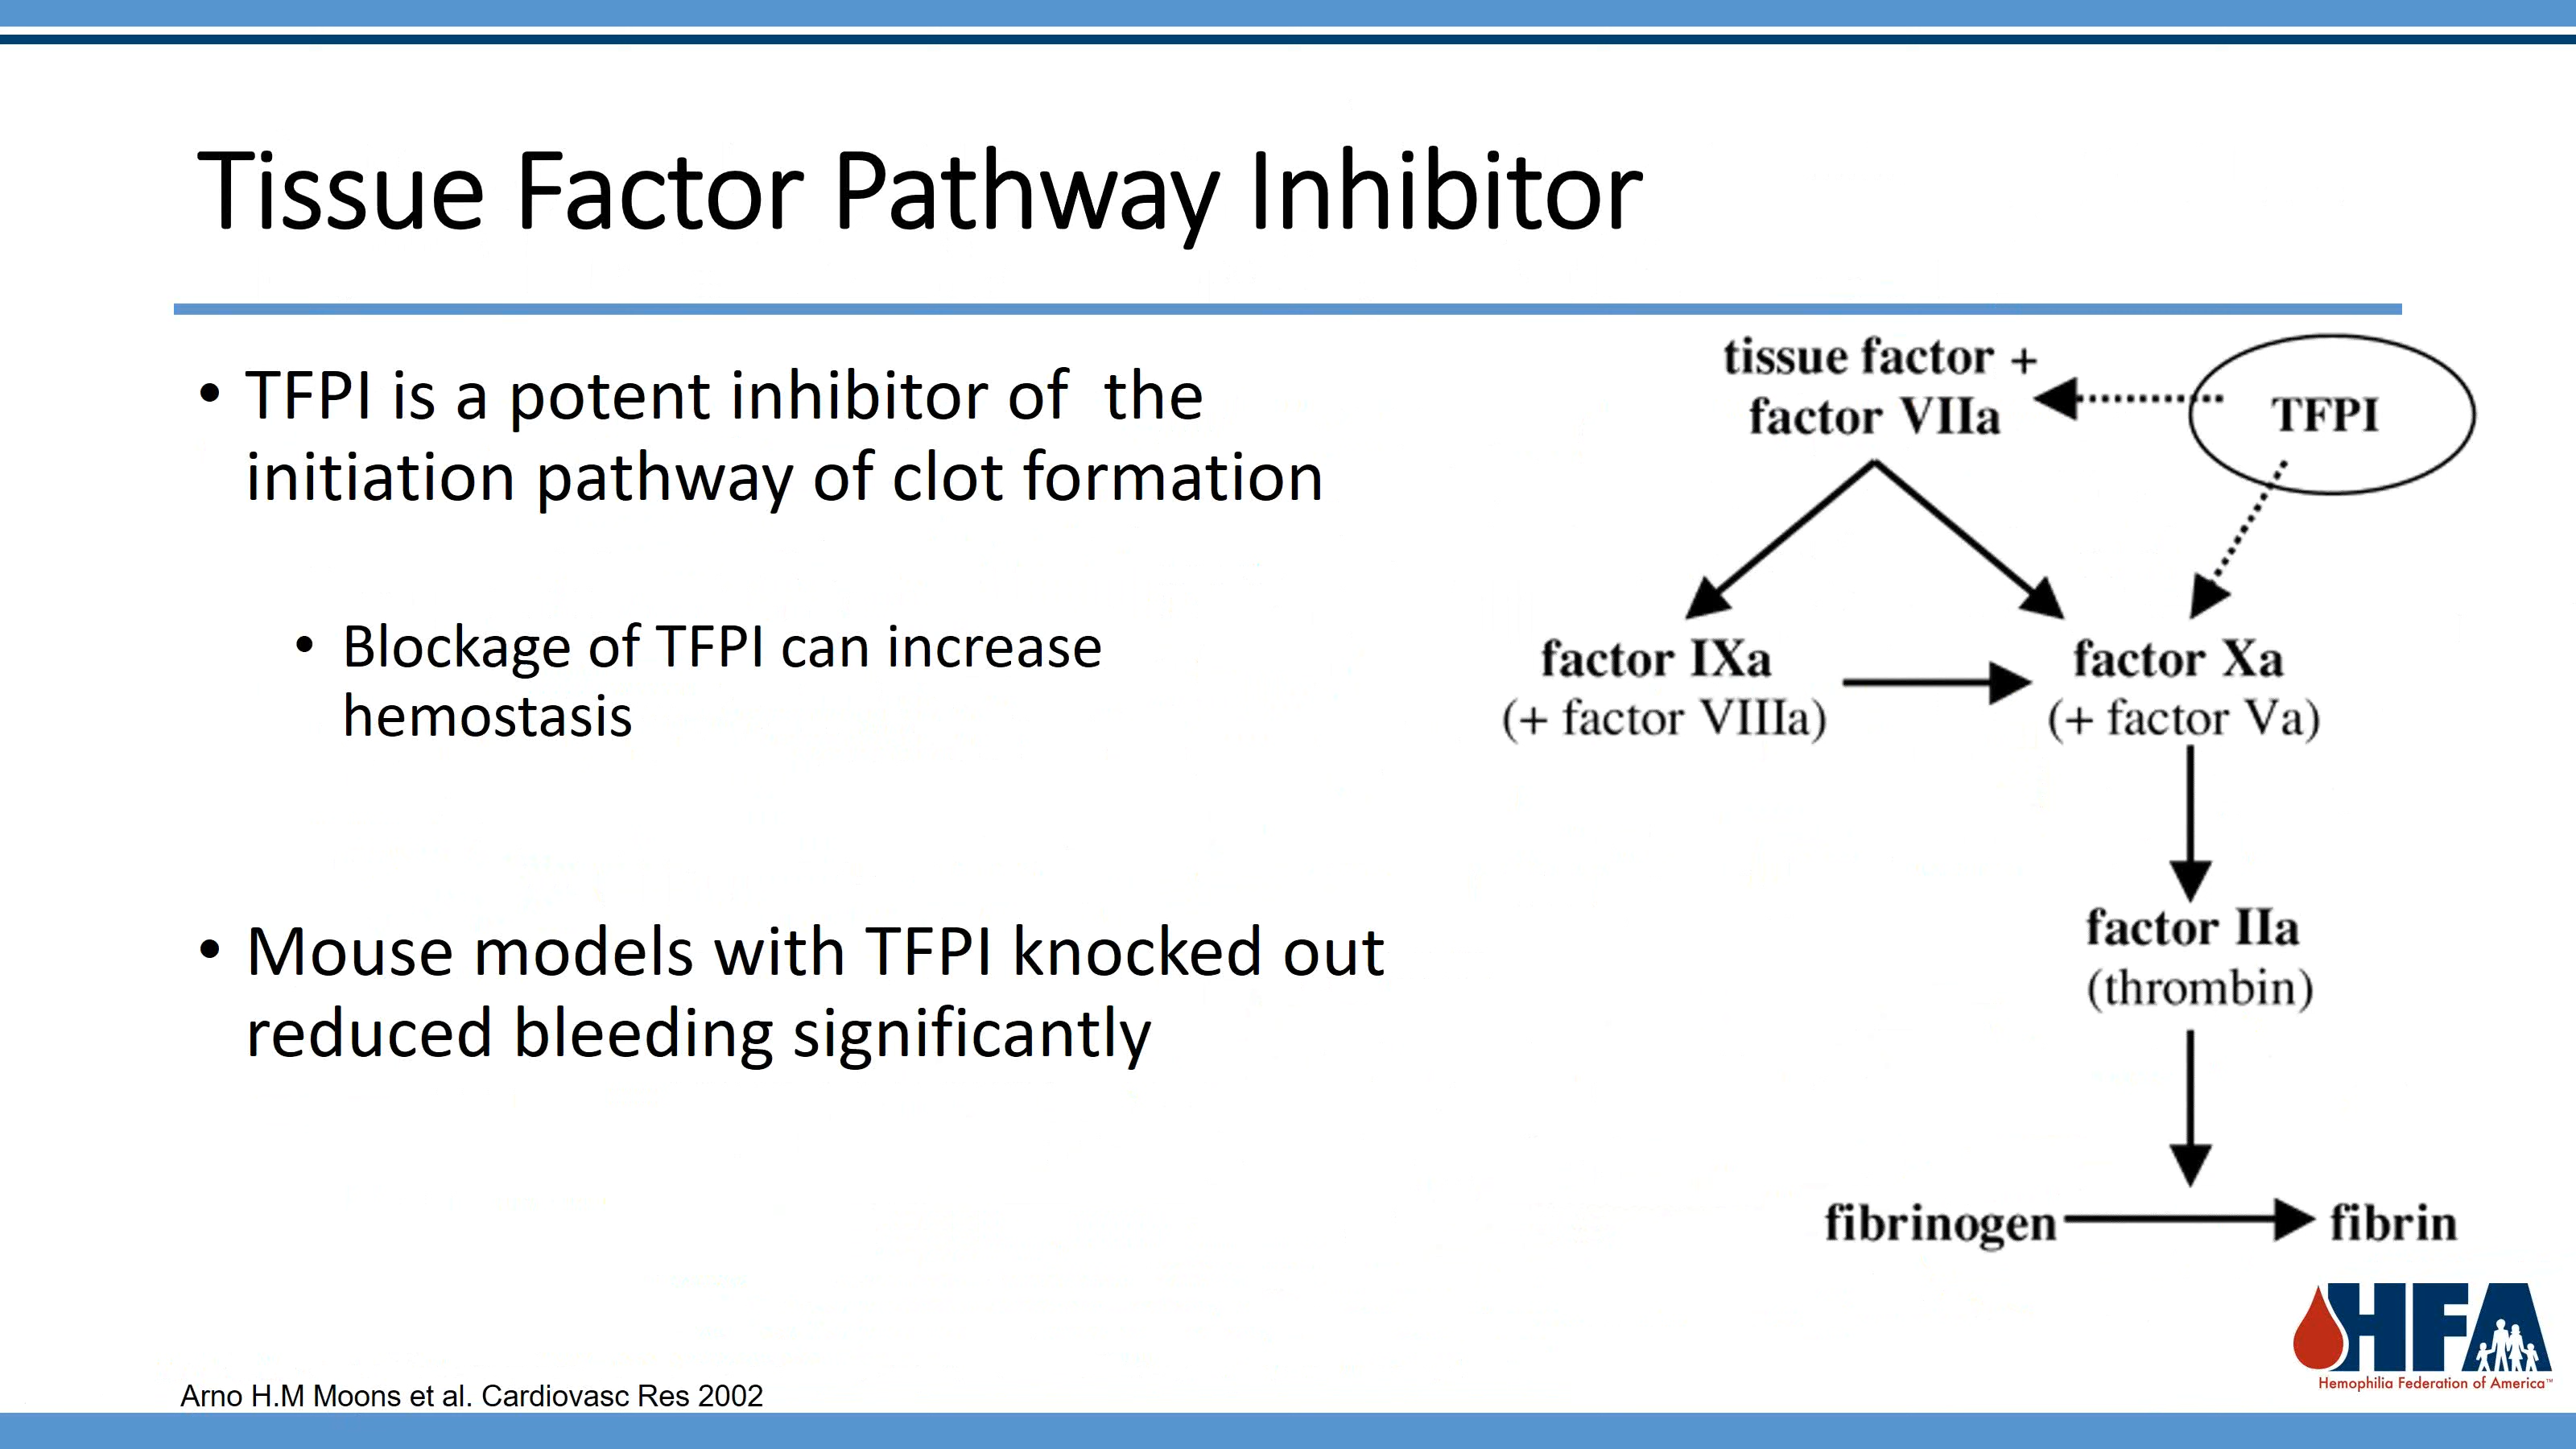 Tissue Factor Pathway Inhibitor
• TFPI is a potent inhibitor of  the
initiation pathway of clot formation
• Blockage of TFPI can increase
hemostasis
• Mouse models with TFPI knocked out
reduced bleeding significantly
tissue factor +
factor VIIa
TFPI
factor IXa
(+ factor VIIIa)
factor Xa
(+ factor Va)
factor IIa
(thrombin)
fibrinogen
fibrin
HFA
Hemophilia Federation of America™
Arno H.M Moons et al. Cardiovasc Res 2002